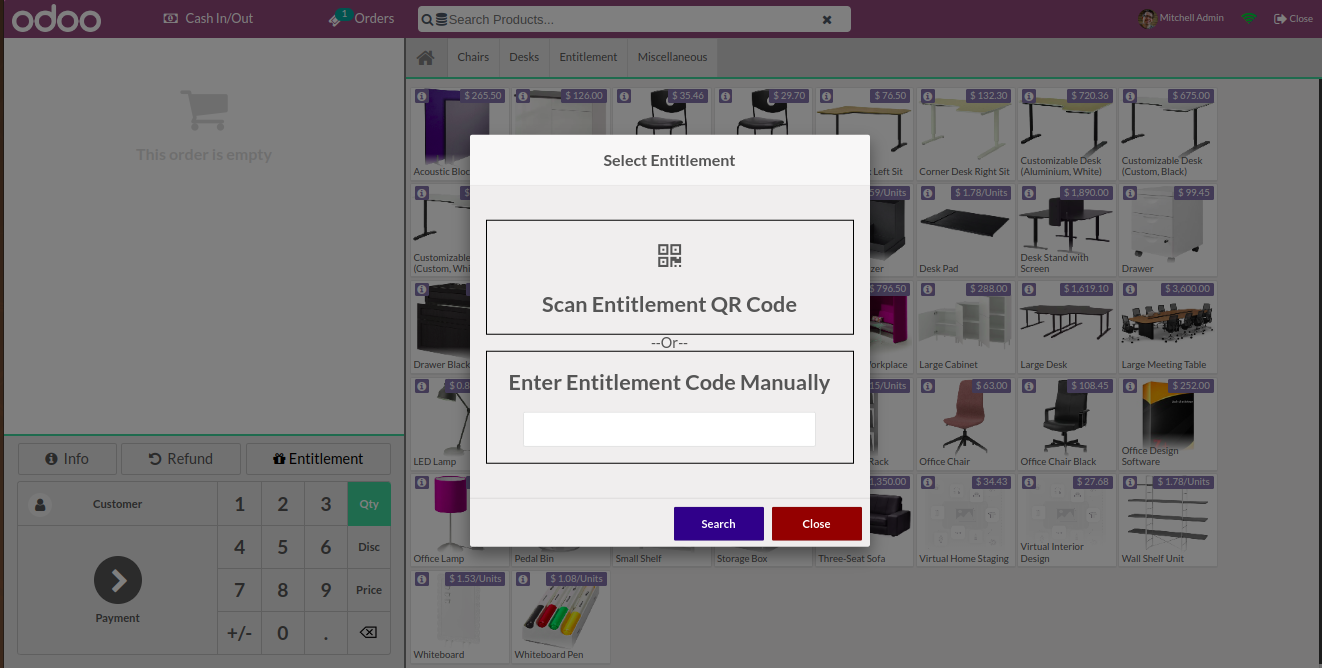 odoo
Cash In/Out
1
Orders
Search Products...
Mitchell Admin
Close
This order is empty
Chairs
Desks
Entitlement
Miscellaneous
$ 265.50
$ 126.00
$ 35.46
$ 29.70
$ 76.50
$ 132.30
$ 720.36
$ 675.00
Acoustic Bloc
Left Sit
Corner Desk Right Sit
Customizable Desk
(Aluminium, White)
Customizable Desk
(Custom, Black)
$
59/Units
$ 1.78/Units
$ 1,890.00
$ 99.45
Customizable
(Custom, Whi
zer
Desk Pad
Desk Stand with
Screen
Drawer
$ 796.50
$ 288.00
$ 1,619.10
$ 3,600.00
Drawer Black
orkplace
Large Cabinet
Large Desk
Large Meeting Table
$ 0.8
15/Units
$ 63.00
$ 108.45
$ 252.00
LED Lamp
Rack
Office Chair
Office Chair Black
Office Design
Software
1,350.00
$ 34.43
$ 27.68
$ 1.78/Units
Office Lamp
Pedal Bin
Small Shelf
Storage Box
Three-Seat Sofa
Virtual Home Staging
Virtual Interior
Design
Wall Shelf Unit
$ 1.53/Units
$ 1.08/Units
Whiteboard
Whiteboard Pen
Select Entitlement
Scan Entitlement QR Code
--Or--
Enter Entitlement Code Manually
Search
Close
Info
Refund
Entitlement
Customer
1
2
3
Qty
4
5
6
Disc
7
8
9
Price
+/-
0
.
Payment